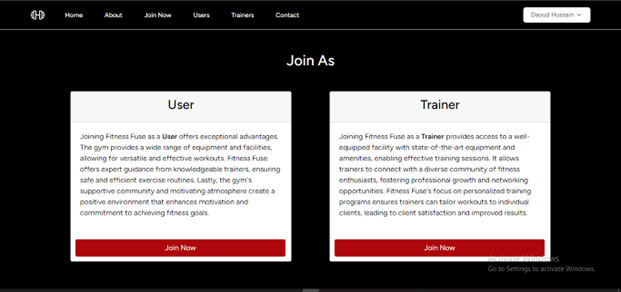 Home About Join Now Users Trainers Contact Daoud Hussain
Join As
User
Joining Fitness Fuse as a User offers exceptional advantages.
The gym provides a wide range of equipment and facilities,
allowing for versatile and effective workouts. Fitness Fuse
offers expert guidance from knowledgeable trainers, ensuring
safe and efficient exercise routines. Lastly, the gym's
supportive community and motivating atmosphere create a
positive environment that enhances motivation and
commitment to achieving fitness goals.
Join Now
Trainer
Joining Fitness Fuse as a Trainer provides access to a well-
equipped facility with state-of-the-art equipment and
amenities, enabling effective training sessions. It allows
trainers to connect with a diverse community of fitness
enthusiasts, fostering professional growth and networking
opportunities. Fitness Fuse's focus on personalized training
programs ensures trainers can tailor workouts to individual
clients, leading to client satisfaction and improved results.
Join Now
Activate Windows
Go to Settings to activate Windows.